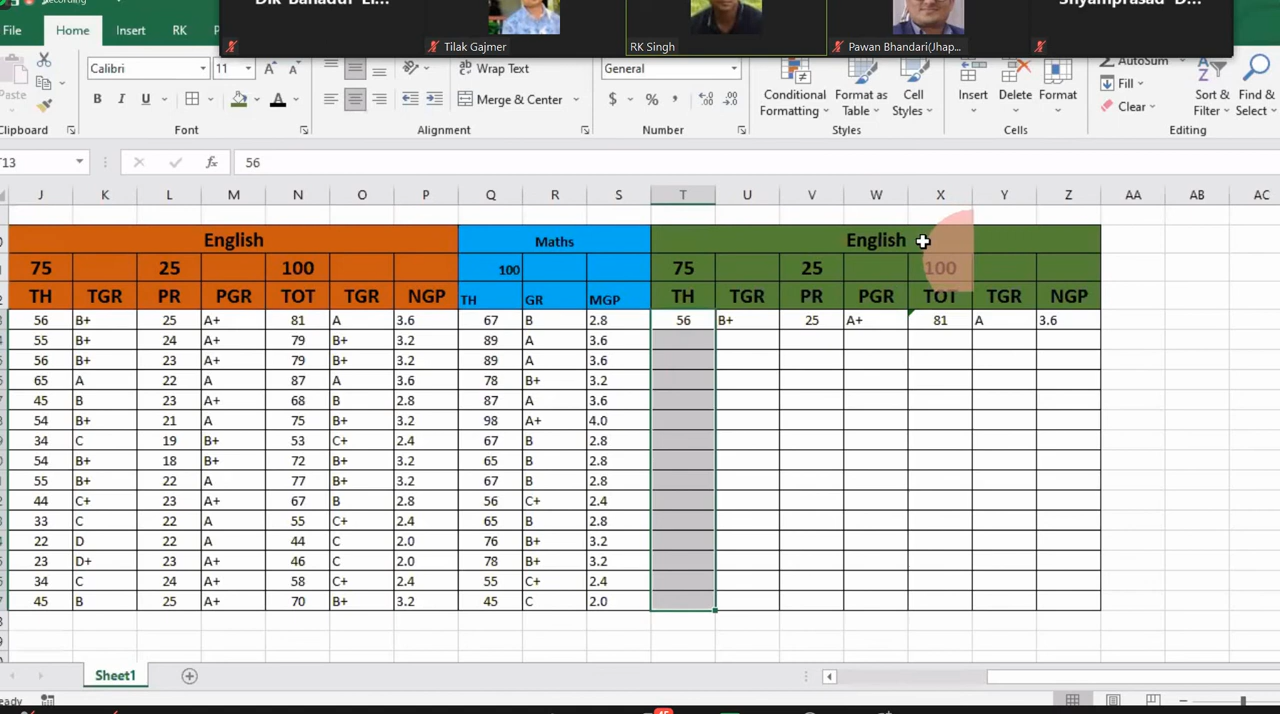 Recording
Tilak Gajmer
RK Singh
Pawan Bhandari(Jhap...
File Home Insert RK
AutoSum
Calibri 11 Wrap Text General Fill
Paste Merge & Center Conditional Formatting Format as Table Cell Styles Insert Delete Format Clear Sort & Filter Find & Select
Clipboard Font Alignment Number Styles Cells Editing
T13 fx 56
J K L M N O P Q R S T U V W X Y Z AA AB AC
English Maths English
75 25 100 100 75 25 100
TH TGR PR PGR TOT TGR NGP TH GR MGP TH TGR PR PGR TOT TGR NGP
56 B+ 25 A+ 81 A 3.6 67 B 2.8 56 B+ 25 A+ 81 A 3.6
55 B+ 24 A+ 79 B+ 3.2 89 A 3.6
56 B+ 23 A+ 79 B+ 3.2 89 A 3.6
65 A 22 A 87 A 3.6 78 B+ 3.2
45 B 23 A+ 68 B 2.8 87 A 3.6
54 B+ 21 A 75 B+ 3.2 98 A+ 4.0
34 C 19 B+ 53 C+ 2.4 67 B 2.8
54 B+ 18 B+ 72 B+ 3.2 65 B 2.8
55 B+ 22 A 77 B+ 3.2 67 B 2.8
44 C+ 23 A+ 67 B 2.8 56 C+ 2.4
33 C 22 A 55 C+ 2.4 65 B 2.8
22 D 22 A 44 C 2.0 76 B+ 3.2
23 D+ 23 A+ 46 C 2.0 78 B+ 3.2
34 C 24 A+ 58 C+ 2.4 55 C+ 2.4
45 B 25 A+ 70 B+ 3.2 45 C 2.0
Sheet1